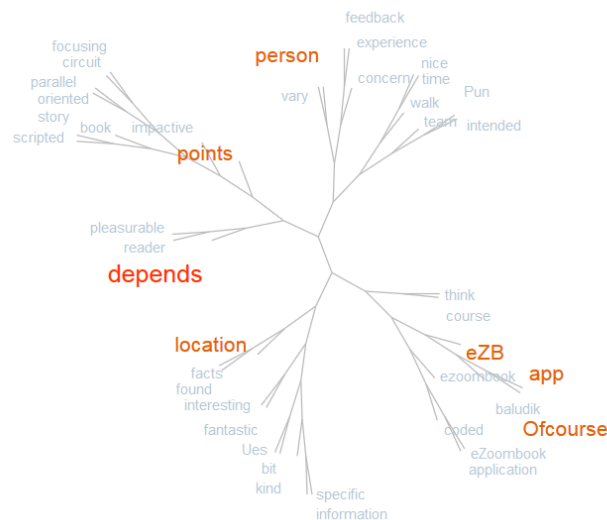 feedback
focusing
experience
circuit
person
nice
parallel
concern
time
oriented
vary
Pun
story
walk
scripted
book
impactive
team
intended
points
pleasurable
reader
depends
think
course
location
eZB
facts
ezoombook
app
found
interesting
baludik
fantastic
coded
Ofcourse
Ues
eZoombook
bit
application
kind
specific
information